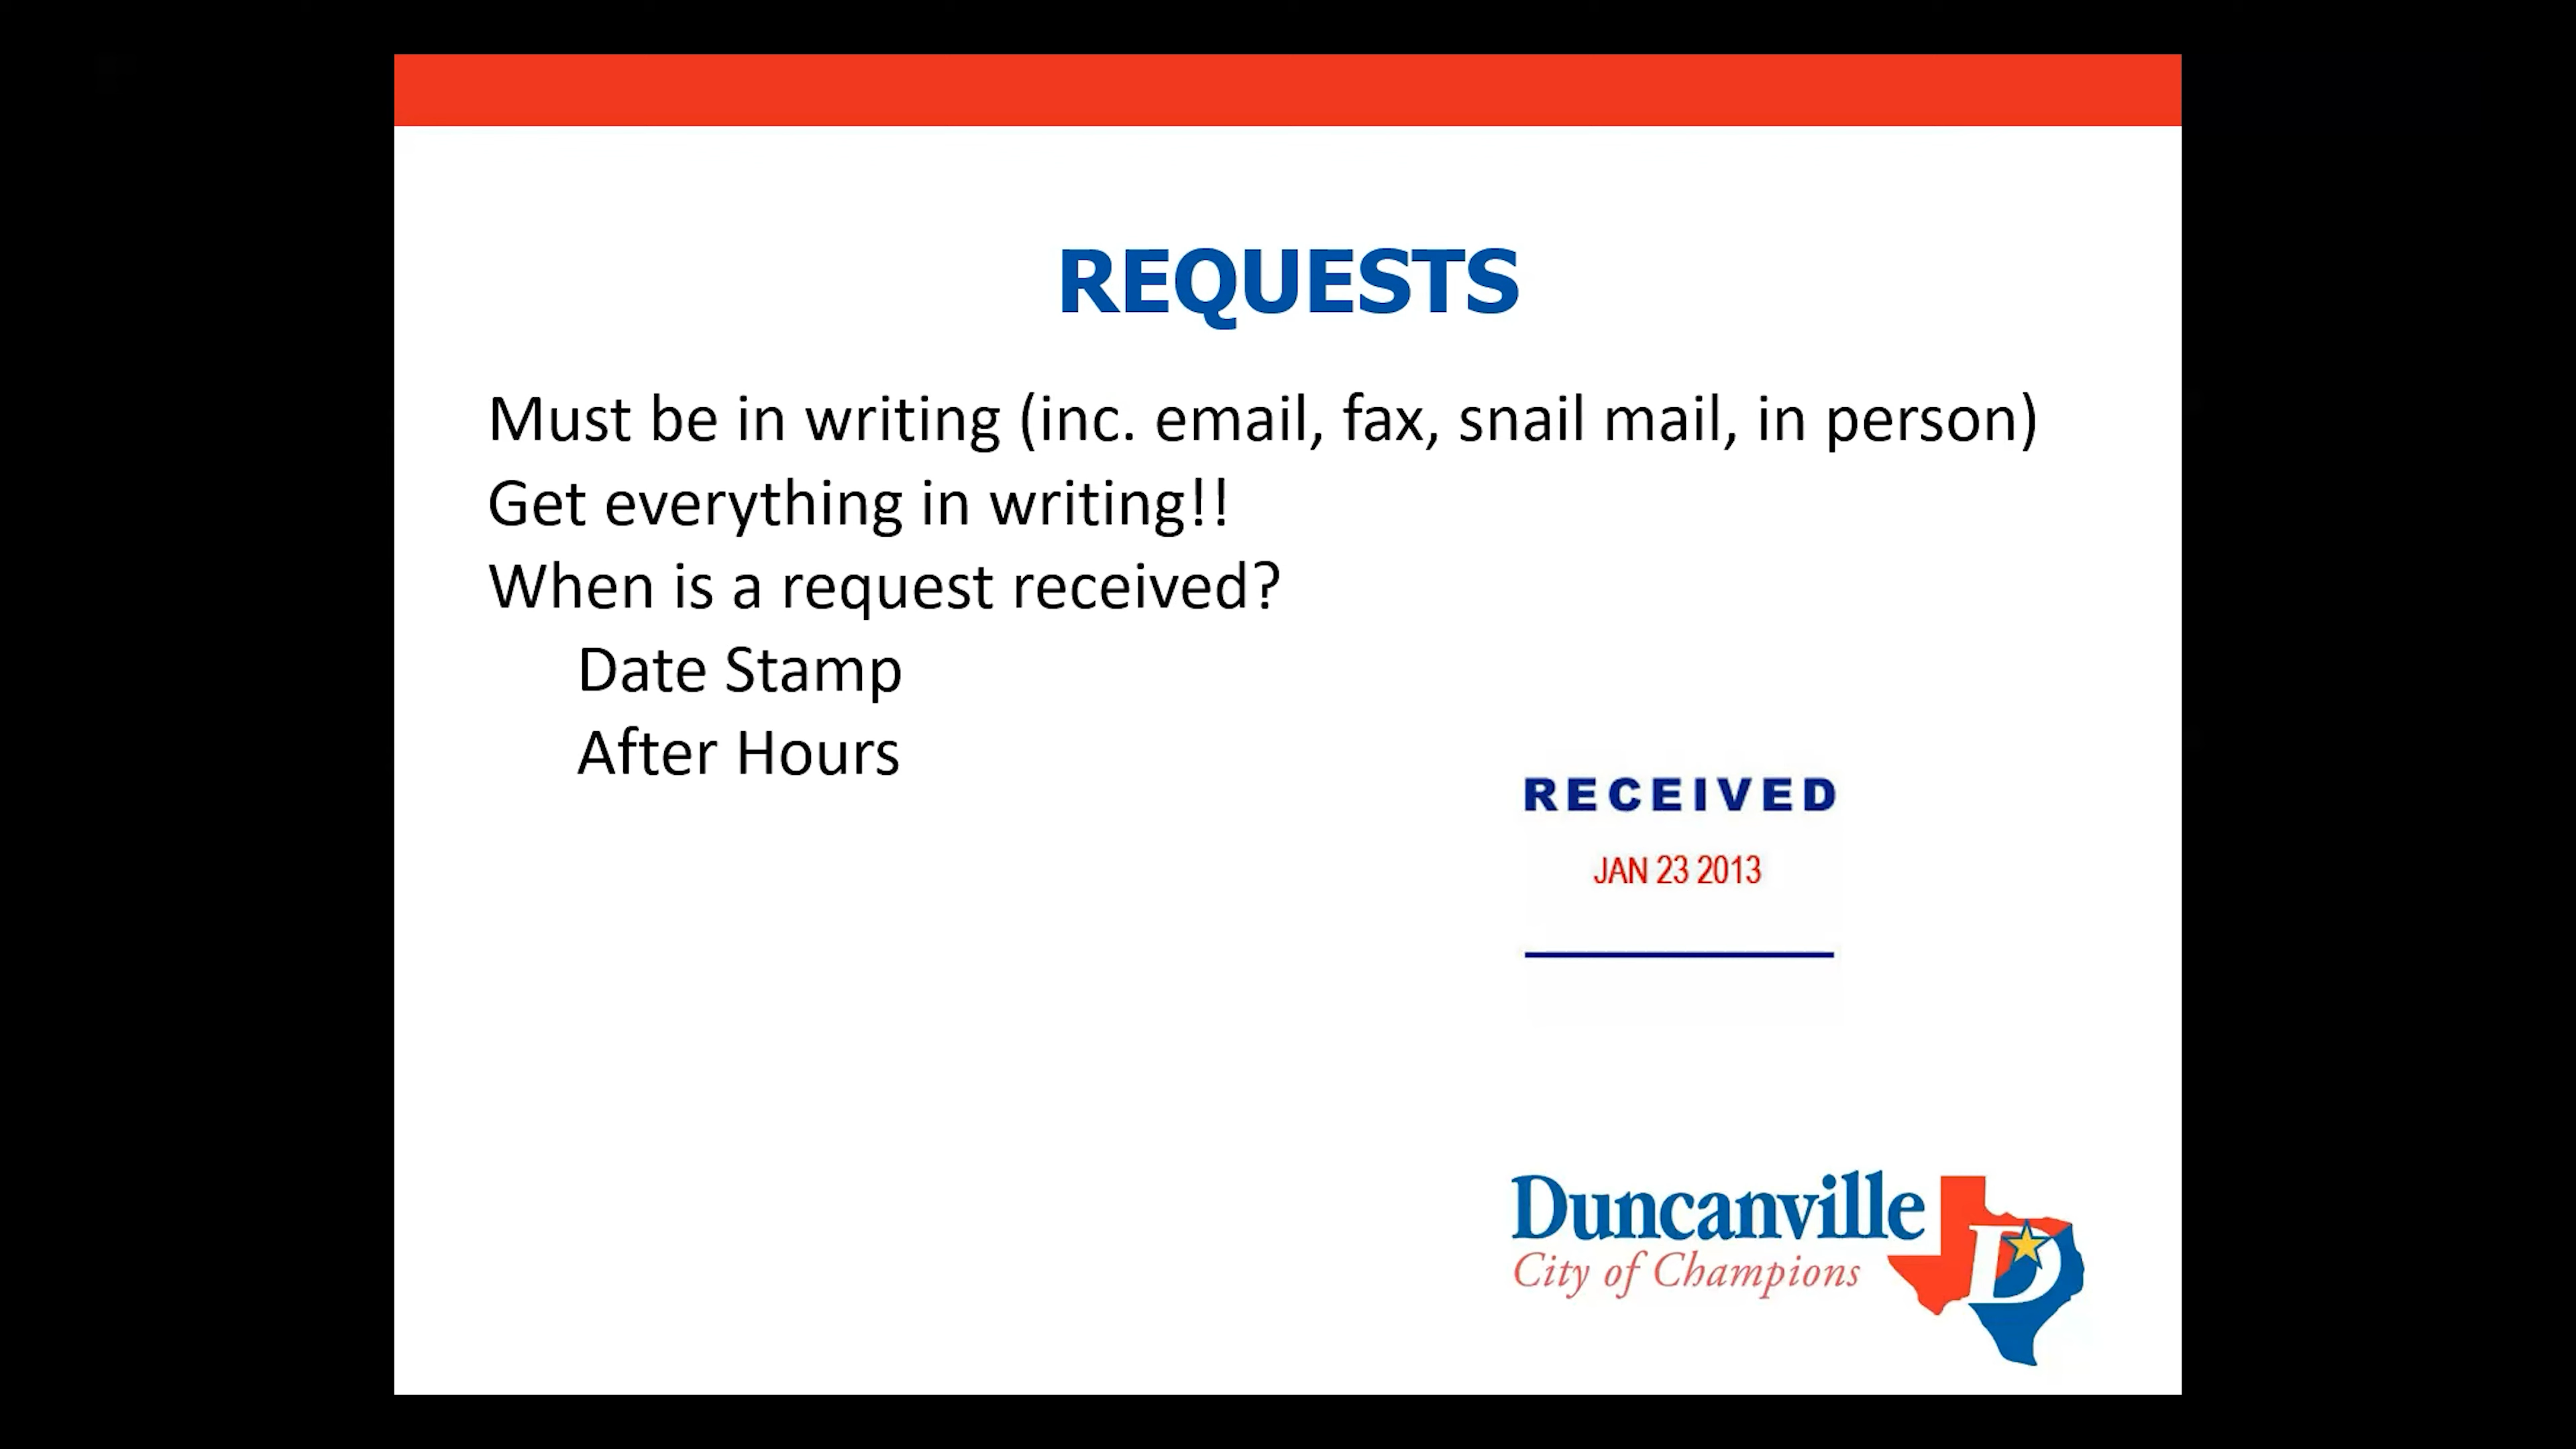 REQUESTS
Must be in writing (inc. email, fax, snail mail, in person)
Get everything in writing!!
When is a request received?
Date Stamp
After Hours
RECEIVED
JAN 23 2013
Duncanville
City of Champions
D